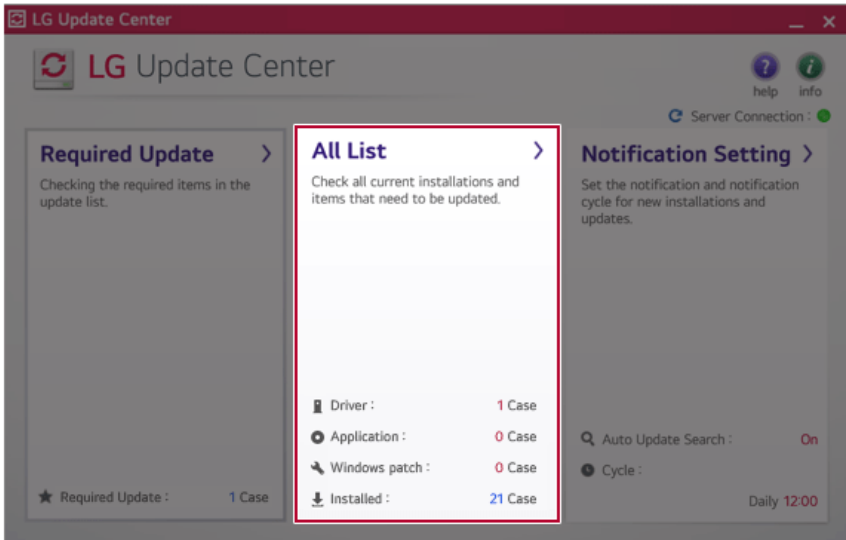 LG Update Center
LG Update Center
help info
Server Connection :
Required Update
Checking the required items in the
update list.
Required Update : 1 Case
All List
Check all current installations and
items that need to be updated.
Driver : 1 Case
Application : 0 Case
Windows patch : 0 Case
Installed : 21 Case
Notification Setting
Set the notification and notification
cycle for new installations and
updates.
Auto Update Search : On
Cycle :
Daily 12:00